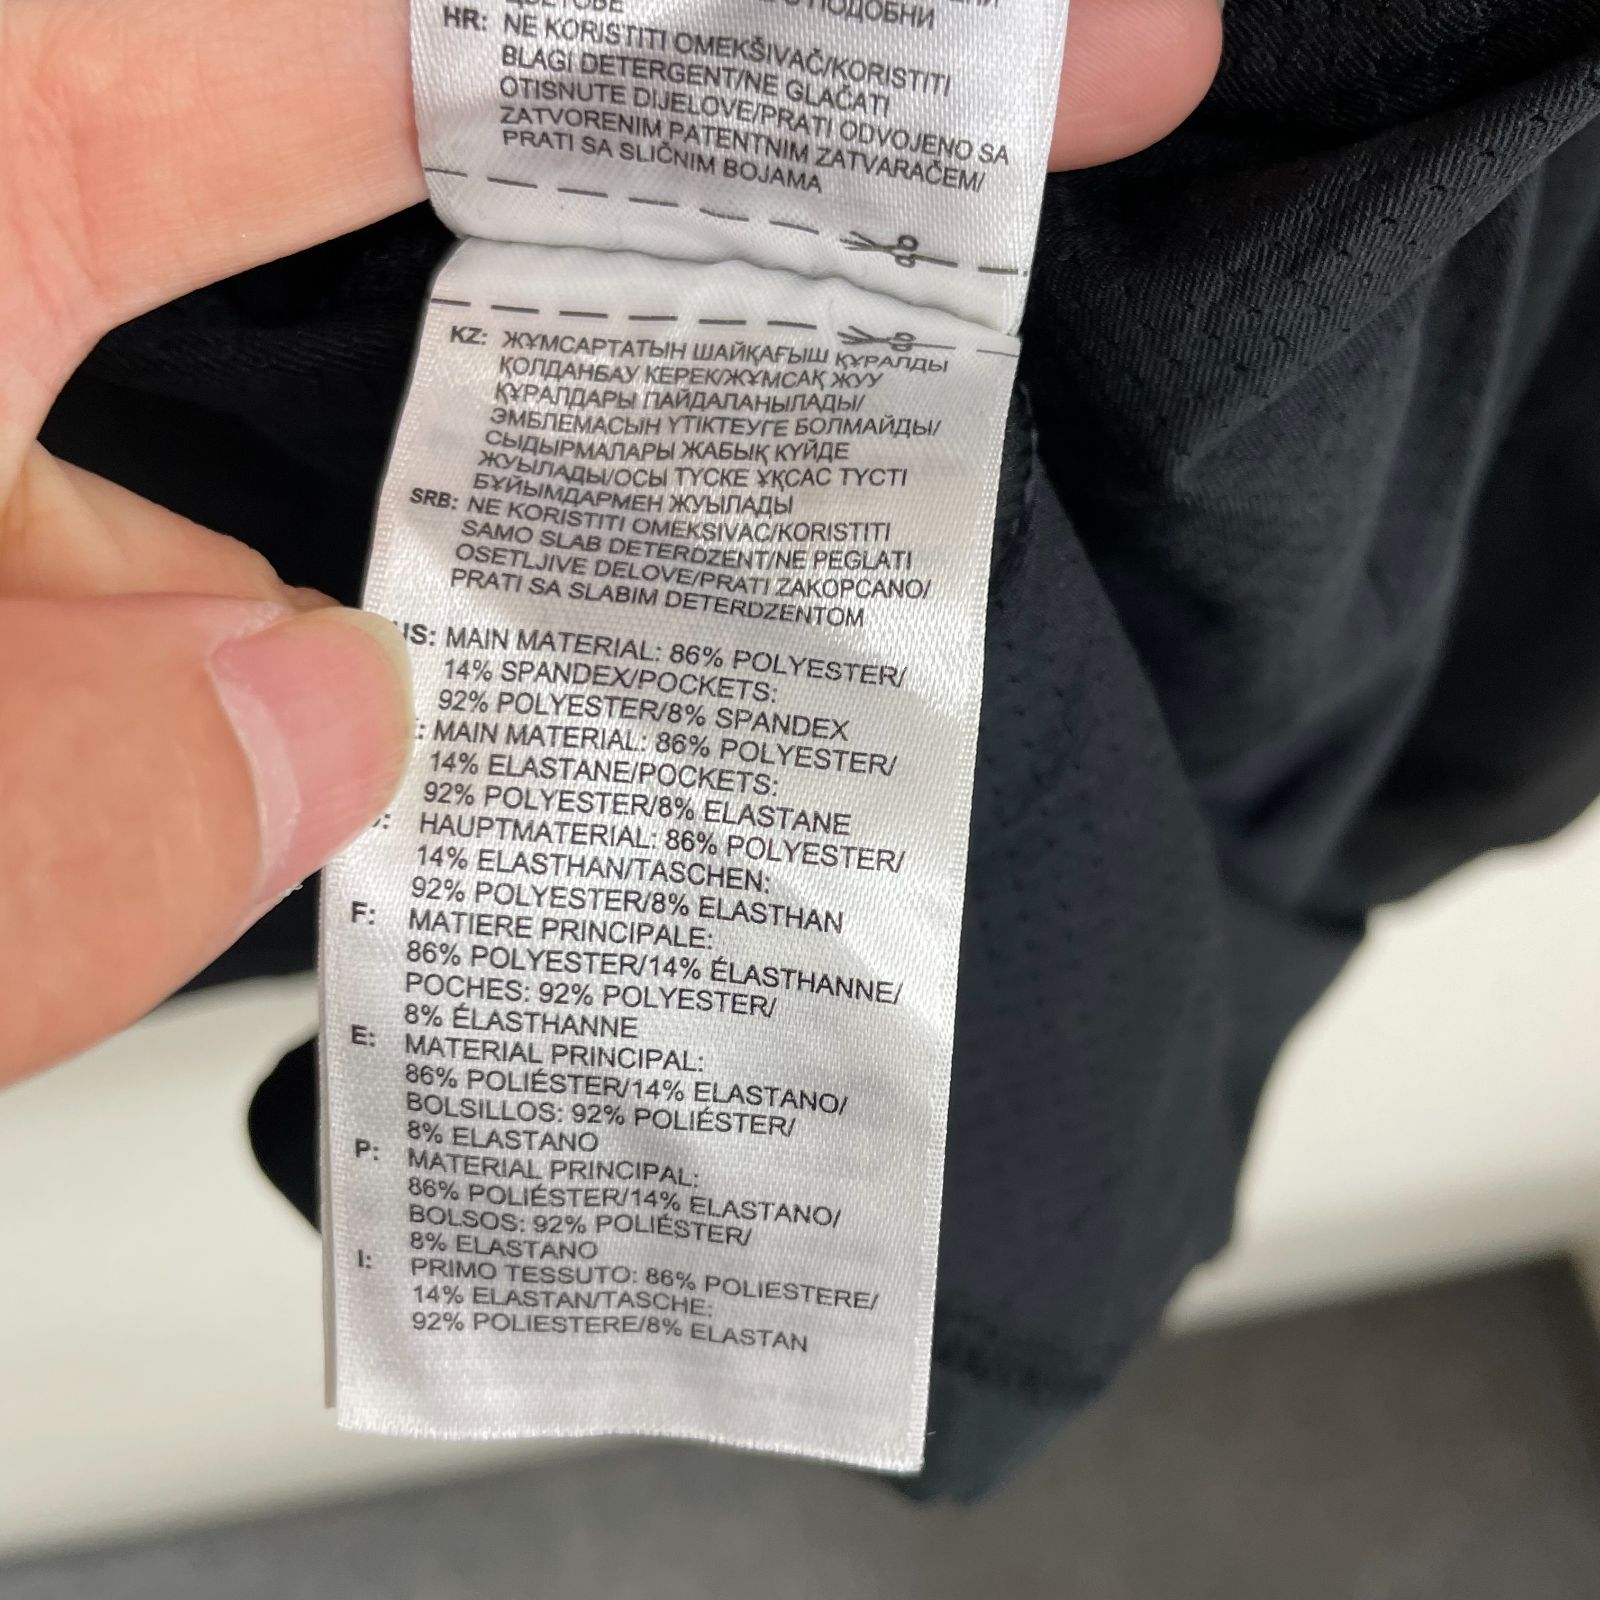 ЦВЕТОВЕ С ПОДОБНИ
HR: NE KORISTITI OMEKŠIVAČ/KORISTITI
BLAGI DETERGENT/NE GLAČATI
OTISNUTE DIJELOVE/PRATI ODVOJENO SA
ZATVORENIM PATENTNIM ZATVARAČEM/
PRATI SA SLIČNIM BOJAMA
KZ: ЖҰМСАРТАТЫН ШАЙҚАҒЫШ ҚҰРАЛДЫ
ҚОЛДАНБАУ КЕРЕК/ЖҰМСАҚ ЖУУ
ҚҰРАЛДАРЫ ПАЙДАЛАНЫЛАДЫ/
ЭМБЛЕМАСЫН ҮТІКТЕУГЕ БОЛМАЙДЫ/
СЫДЫРМАЛАРЫ ЖАБЫҚ КҮЙДЕ
ЖУЫЛАДЫ/ОСЫ ТҮСКЕ ҰҚСАС ТҮСТІ
БҰЙЫМДАРМЕН ЖУЫЛАДЫ
SRB: NE KORISTITI OMEKSIVAC/KORISTITI
SAMO SLAB DETERDZENT/NE PEGLATI
OSETLJIVE DELOVE/PRATI ZAKOPCANO/
PRATI SA SLABIM DETERDZENTOM
US: MAIN MATERIAL: 86% POLYESTER/
14% SPANDEX/POCKETS:
92% POLYESTER/8% SPANDEX
: MAIN MATERIAL: 86% POLYESTER/
14% ELASTANE/POCKETS:
92% POLYESTER/8% ELASTANE
: HAUPTMATERIAL: 86% POLYESTER/
14% ELASTHAN/TASCHEN:
92% POLYESTER/8% ELASTHAN
F: MATIERE PRINCIPALE:
86% POLYESTER/14% ÉLASTHANNE/
POCHES: 92% POLYESTER/
8% ÉLASTHANNE
E: MATERIAL PRINCIPAL:
86% POLIÉSTER/14% ELASTANO/
BOLSILLOS: 92% POLIÉSTER/
8% ELASTANO
P: MATERIAL PRINCIPAL:
86% POLIÉSTER/14% ELASTANO/
BOLSOS: 92% POLIÉSTER/
8% ELASTANO
I: PRIMO TESSUTO: 86% POLIESTERE/
14% ELASTAN/TASCHE:
92% POLIESTERE/8% ELASTAN